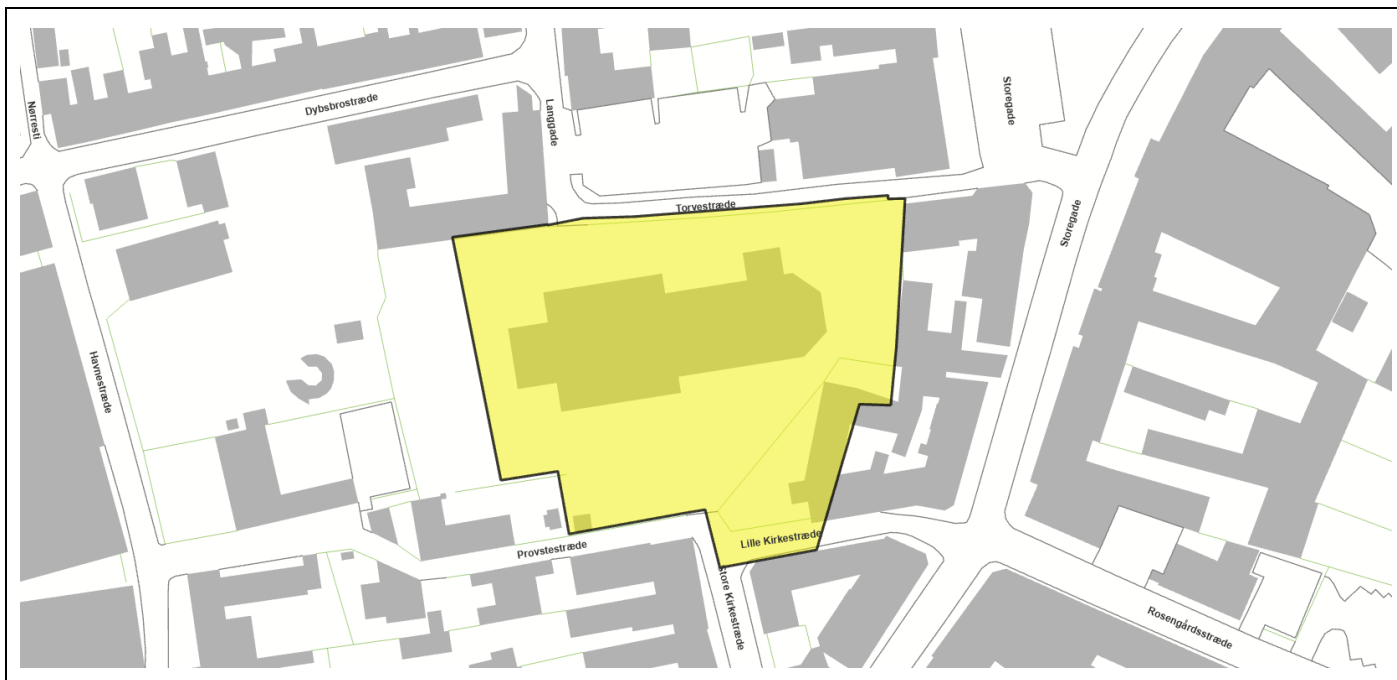 Nørresti
Dybsbrostræde
Langgade
Storegade
Torvestræde
Storegade
Havnestræde
Provstestræde
Lille Kirkestræde
Store Kirkestræde
Rosengårdsstræde